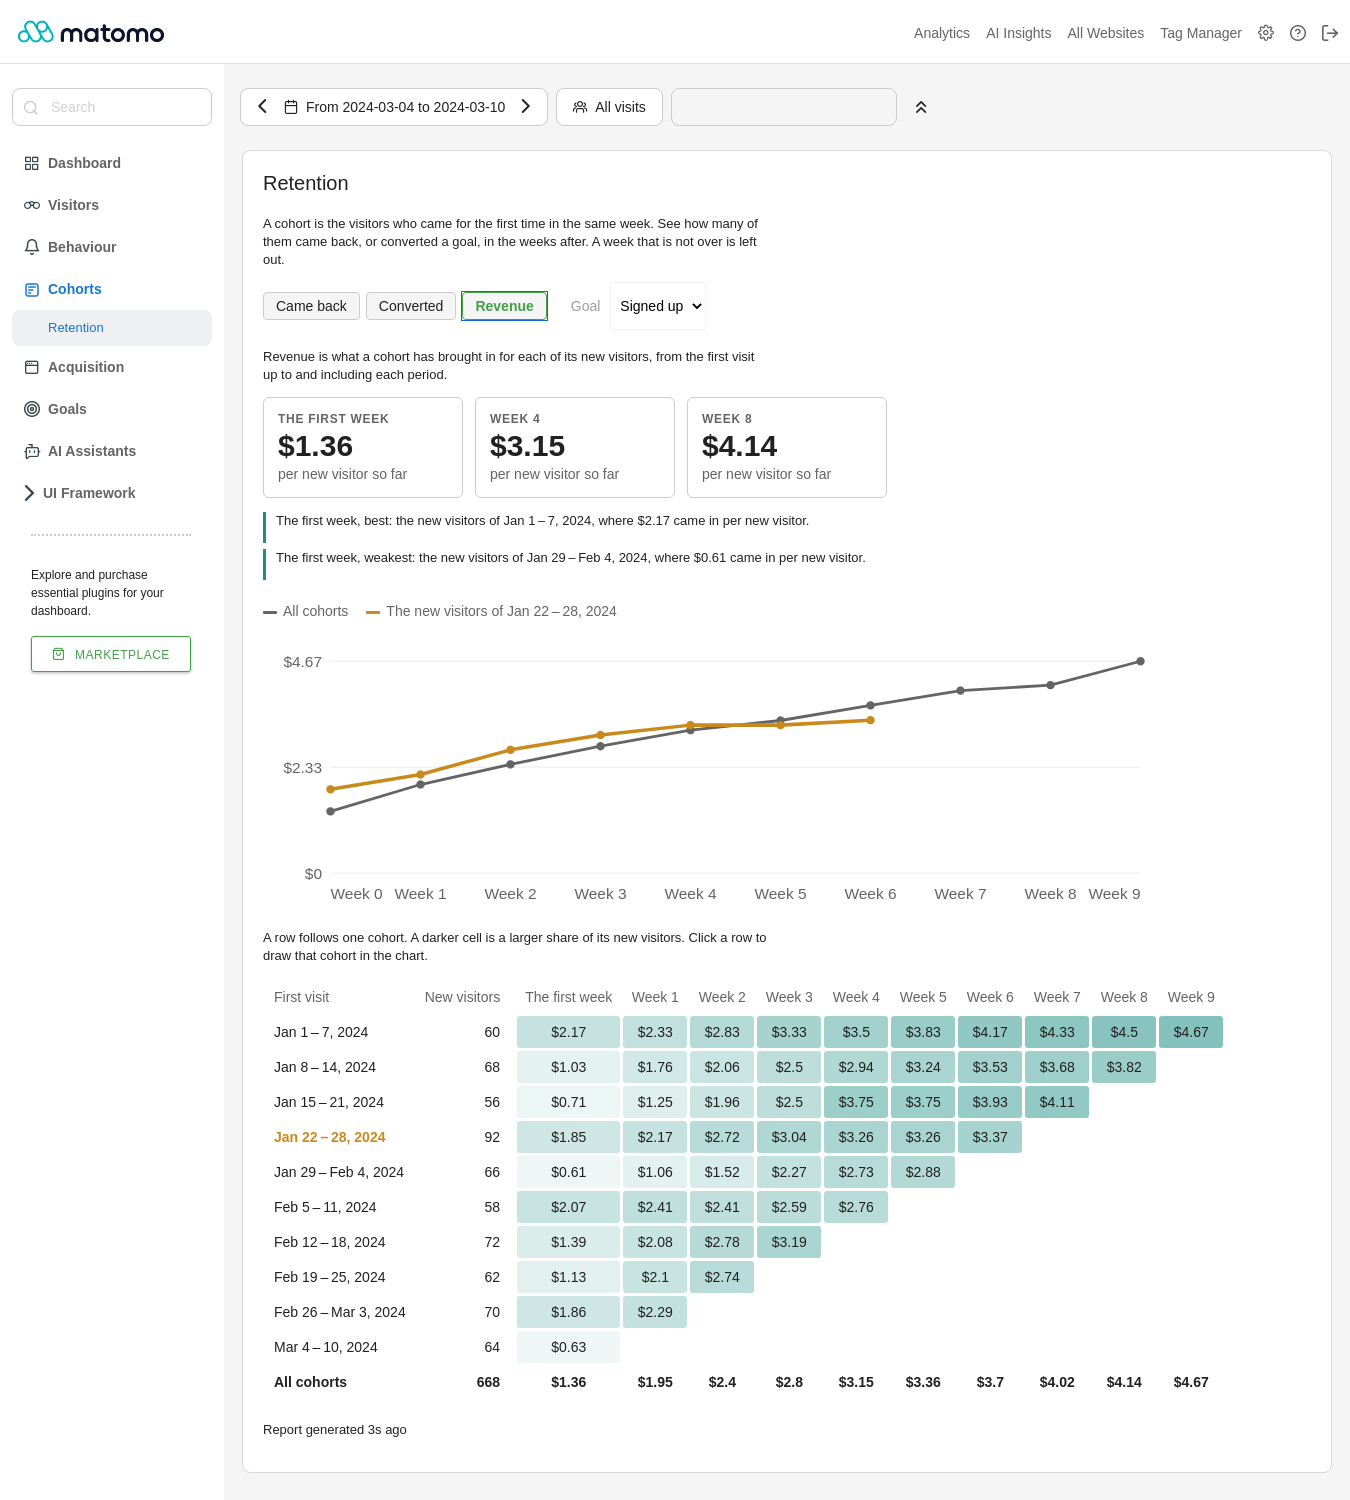 matomo
Analytics AI Insights All Websites Tag Manager
Search
From 2024-03-04 to 2024-03-10
All visits
Dashboard
Visitors
Behaviour
Cohorts
Retention
Acquisition
Goals
AI Assistants
UI Framework
Explore and purchase
essential plugins for your
dashboard.
MARKETPLACE
Retention
A cohort is the visitors who came for the first time in the same week. See how many of
them came back, or converted a goal, in the weeks after. A week that is not over is left
out.
Came back Converted Revenue Goal Signed up
Revenue is what a cohort has brought in for each of its new visitors, from the first visit
up to and including each period.
THE FIRST WEEK
$1.36
per new visitor so far
WEEK 4
$3.15
per new visitor so far
WEEK 8
$4.14
per new visitor so far
The first week, best: the new visitors of Jan 1 – 7, 2024, where $2.17 came in per new visitor.
The first week, weakest: the new visitors of Jan 29 – Feb 4, 2024, where $0.61 came in per new visitor.
All cohorts The new visitors of Jan 22 – 28, 2024
$4.67
$2.33
$0
Week 0 Week 1 Week 2 Week 3 Week 4 Week 5 Week 6 Week 7 Week 8 Week 9
A row follows one cohort. A darker cell is a larger share of its new visitors. Click a row to
draw that cohort in the chart.
First visit New visitors The first week Week 1 Week 2 Week 3 Week 4 Week 5 Week 6 Week 7 Week 8 Week 9
Jan 1 – 7, 2024 60 $2.17 $2.33 $2.83 $3.33 $3.5 $3.83 $4.17 $4.33 $4.5 $4.67
Jan 8 – 14, 2024 68 $1.03 $1.76 $2.06 $2.5 $2.94 $3.24 $3.53 $3.68 $3.82
Jan 15 – 21, 2024 56 $0.71 $1.25 $1.96 $2.5 $3.75 $3.75 $3.93 $4.11
Jan 22 – 28, 2024 92 $1.85 $2.17 $2.72 $3.04 $3.26 $3.26 $3.37
Jan 29 – Feb 4, 2024 66 $0.61 $1.06 $1.52 $2.27 $2.73 $2.88
Feb 5 – 11, 2024 58 $2.07 $2.41 $2.41 $2.59 $2.76
Feb 12 – 18, 2024 72 $1.39 $2.08 $2.78 $3.19
Feb 19 – 25, 2024 62 $1.13 $2.1 $2.74
Feb 26 – Mar 3, 2024 70 $1.86 $2.29
Mar 4 – 10, 2024 64 $0.63
All cohorts 668 $1.36 $1.95 $2.4 $2.8 $3.15 $3.36 $3.7 $4.02 $4.14 $4.67
Report generated 3s ago